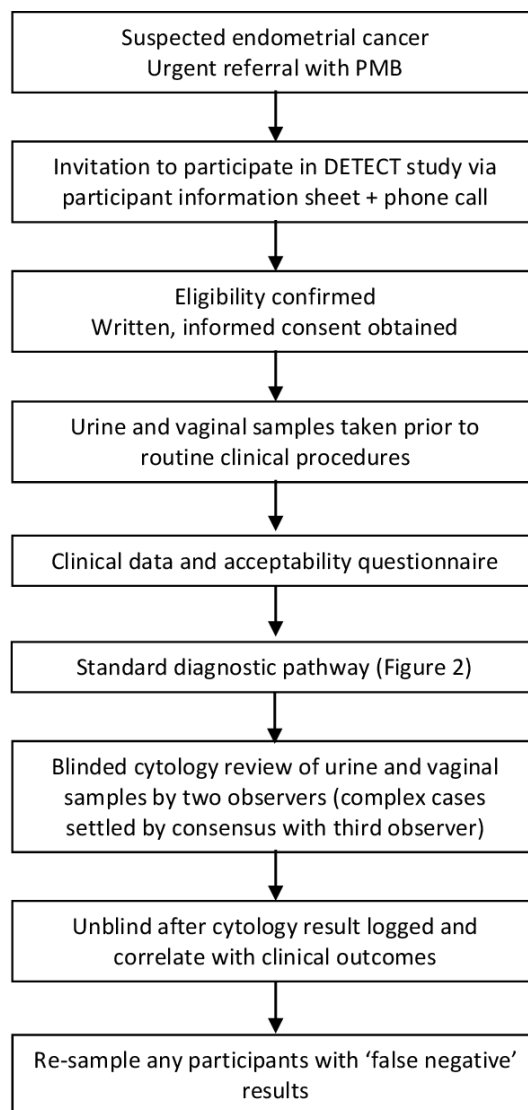 Suspected endometrial cancer
Urgent referral with PMB
Invitation to participate in DETECT study via
participant information sheet + phone call
Eligibility confirmed
Written, informed consent obtained
Urine and vaginal samples taken prior to
routine clinical procedures
Clinical data and acceptability questionnaire
Standard diagnostic pathway (Figure 2)
Blinded cytology review of urine and vaginal
samples by two observers (complex cases
settled by consensus with third observer)
Unblind after cytology result logged and
correlate with clinical outcomes
Re-sample any participants with ‘false negative’
results